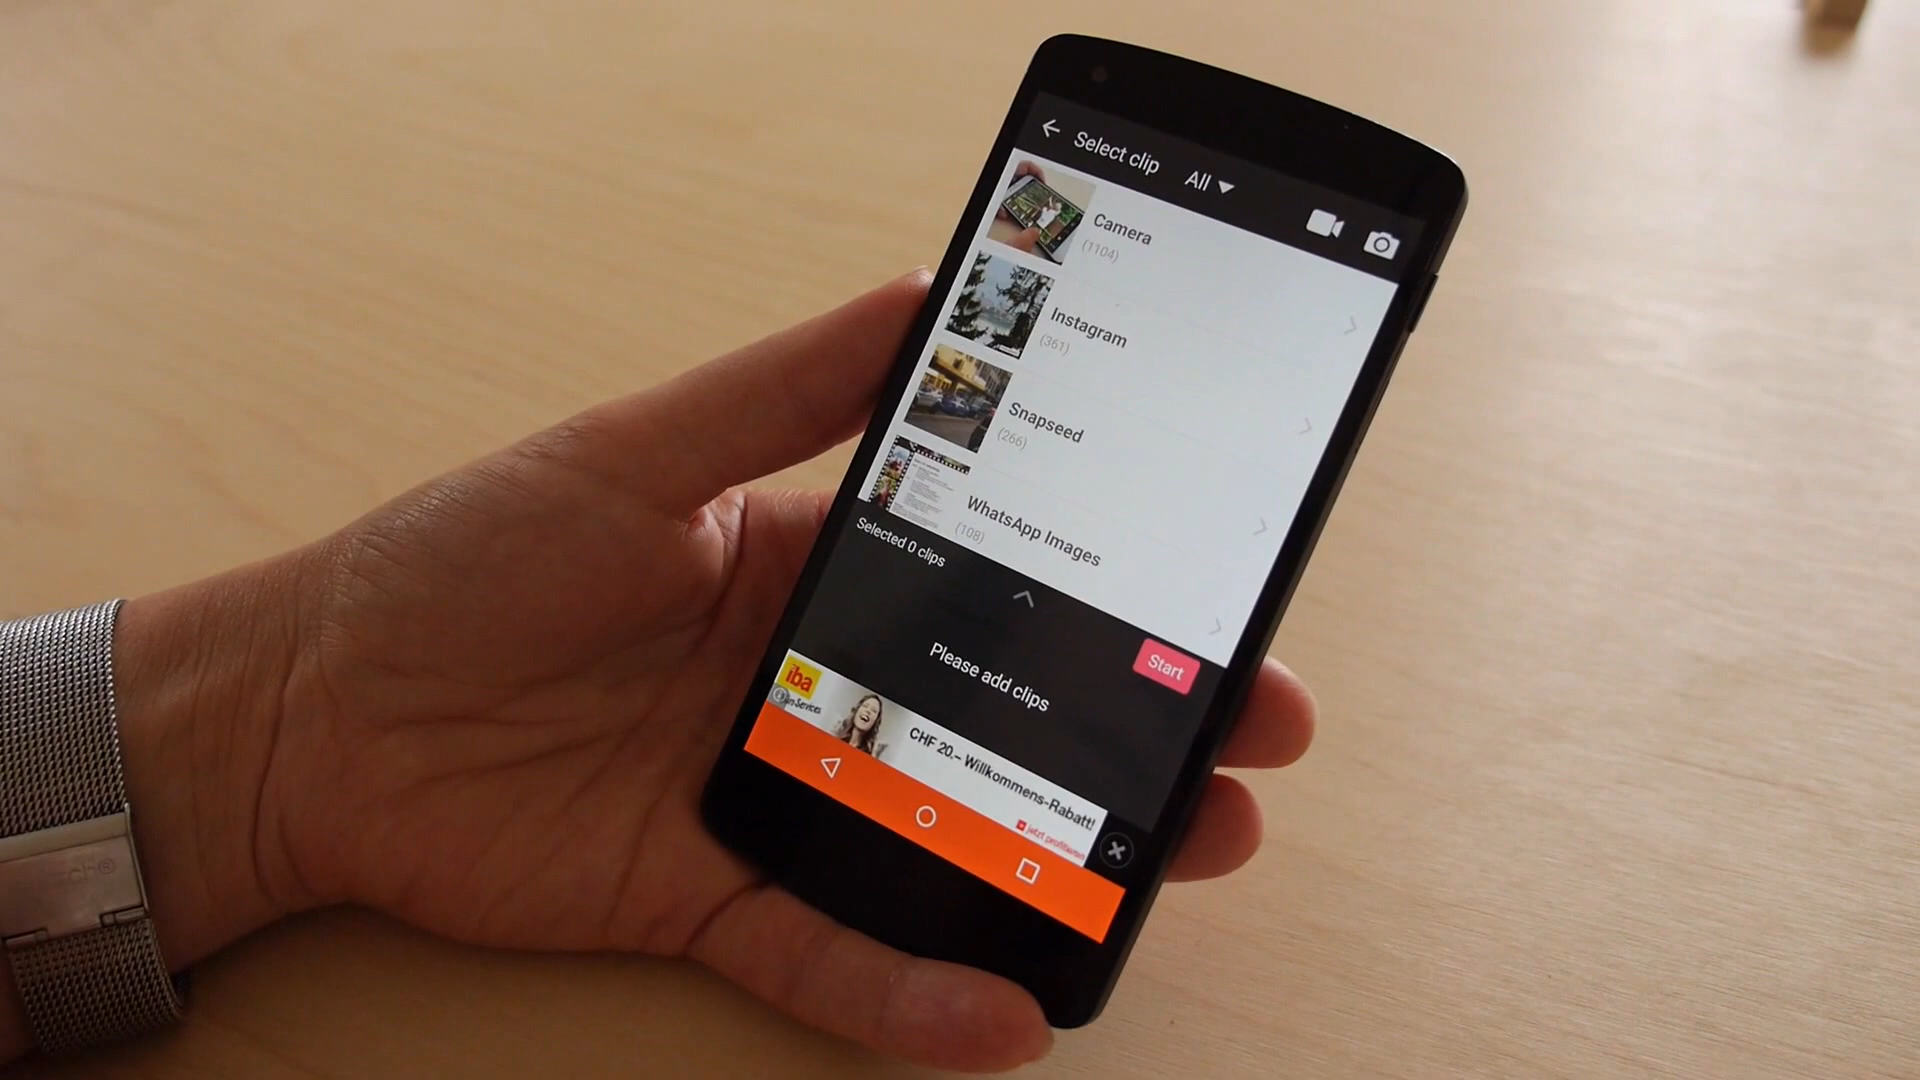 Select clip All
Camera
(1104)
Instagram
(361)
Snapseed
(266)
WhatsApp Images
(108)
Selected 0 clips
Start
Please add clips
iba
CHF 20.– Willkommens-Rabatt!
jetzt profitieren